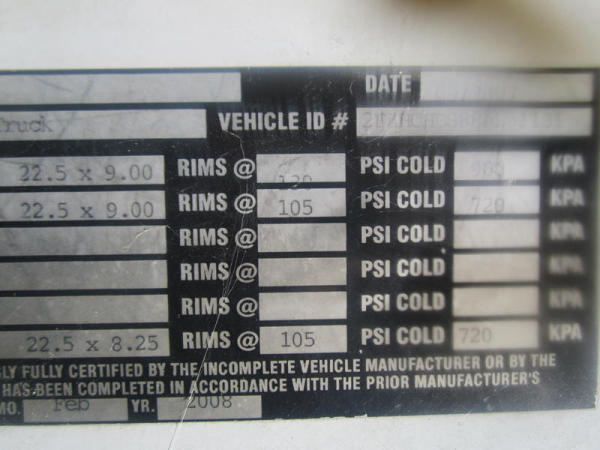 DATE
Truck VEHICLE ID #
22.5 x 9.00 RIMS @ 130 PSI COLD 900 KPA
22.5 x 9.00 RIMS @ 105 PSI COLD 720 KPA
RIMS @ PSI COLD KPA
RIMS @ PSI COLD KPA
RIMS @ PSI COLD KPA
22.5 x 8.25 RIMS @ 105 PSI COLD 720 KPA
LY FULLY CERTIFIED BY THE INCOMPLETE VEHICLE MANUFACTURER OR BY THE
HAS BEEN COMPLETED IN ACCORDANCE WITH THE PRIOR MANUFACTURER'S
MO. Feb YR. 2008